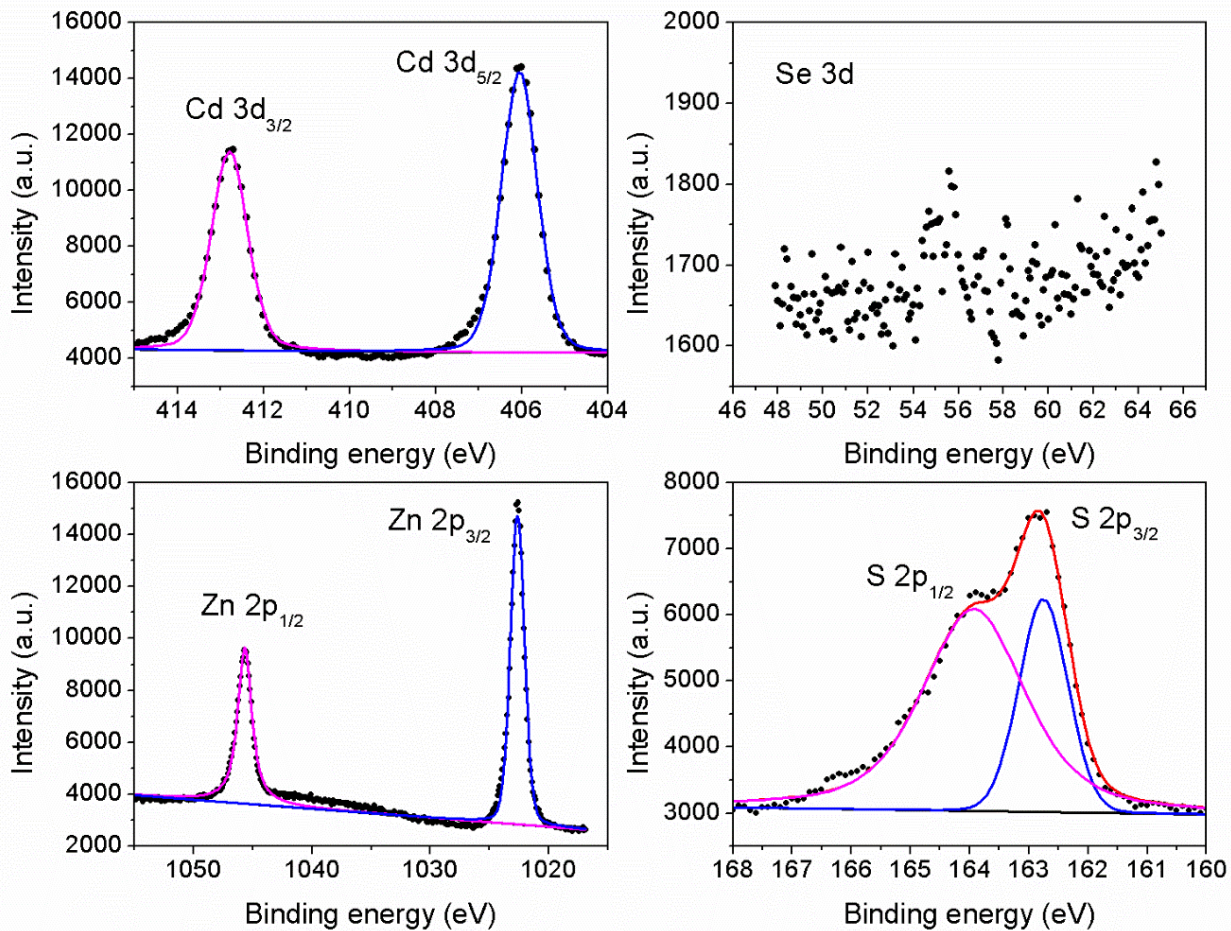 16000
14000
12000
10000
8000
6000
4000
Intensity (a.u.)
Cd 3d3/2
Cd 3d5/2
414 412 410 408 406 404
Binding energy (eV)
2000
1900
1800
1700
1600
Intensity (a.u.)
Se 3d
46 48 50 52 54 56 58 60 62 64 66
Binding energy (eV)
16000
14000
12000
10000
8000
6000
4000
2000
Intensity (a.u.)
Zn 2p1/2
Zn 2p3/2
1050 1040 1030 1020
Binding energy (eV)
8000
7000
6000
5000
4000
3000
Intensity (a.u.)
S 2p1/2
S 2p3/2
168 167 166 165 164 163 162 161 160
Binding energy (eV)